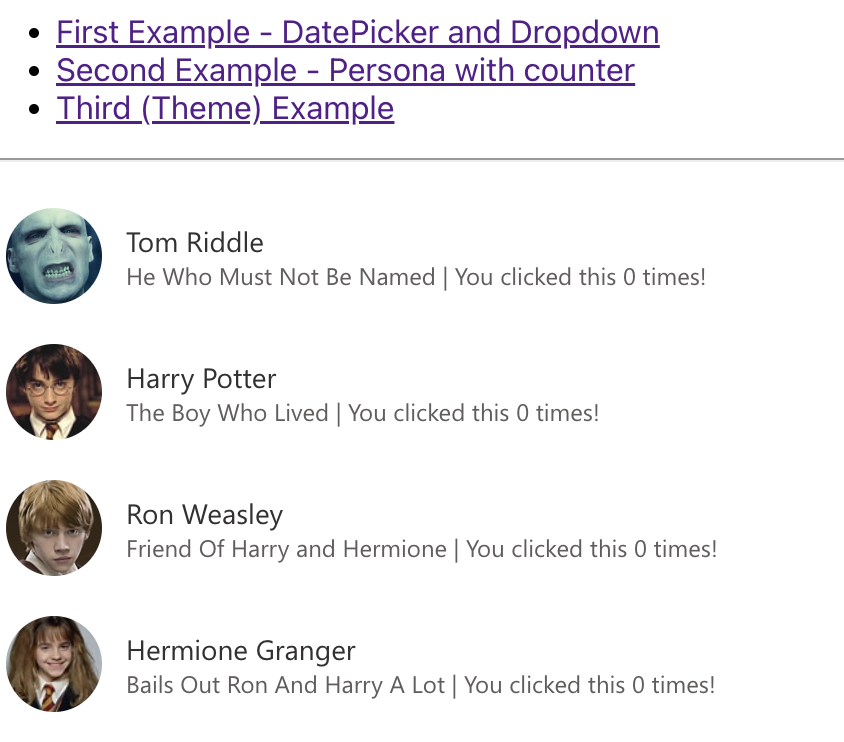 First Example - DatePicker and Dropdown
Second Example - Persona with counter
Third (Theme) Example
Tom Riddle
He Who Must Not Be Named | You clicked this 0 times!
Harry Potter
The Boy Who Lived | You clicked this 0 times!
Ron Weasley
Friend Of Harry and Hermione | You clicked this 0 times!
Hermione Granger
Bails Out Ron And Harry A Lot | You clicked this 0 times!